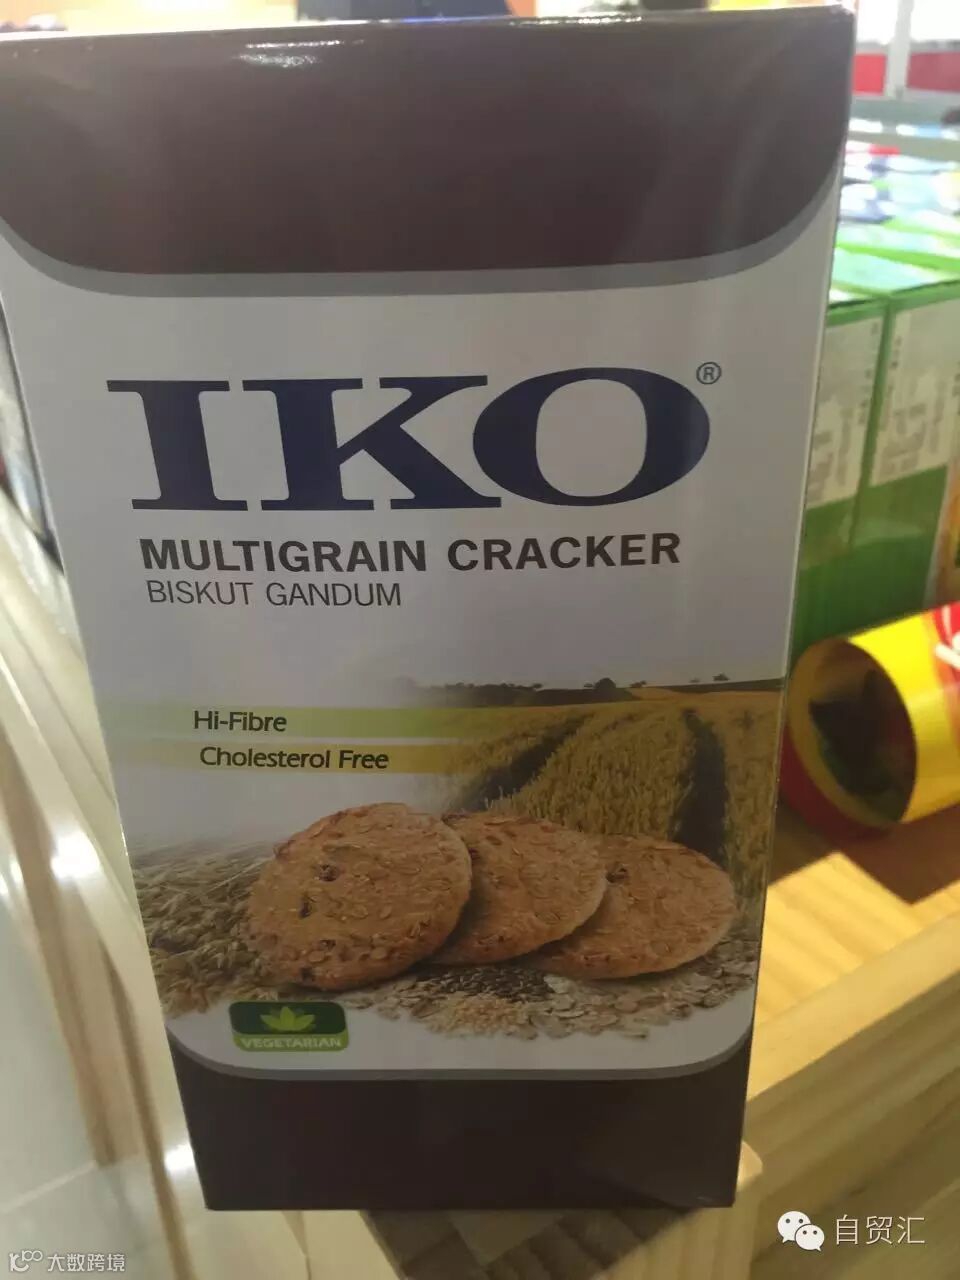 IKO®
MULTIGRAIN CRACKER
BISKUT GANDUM
Hi-Fibre
Cholesterol Free
VEGETARIAN
自贸汇
大数跨境